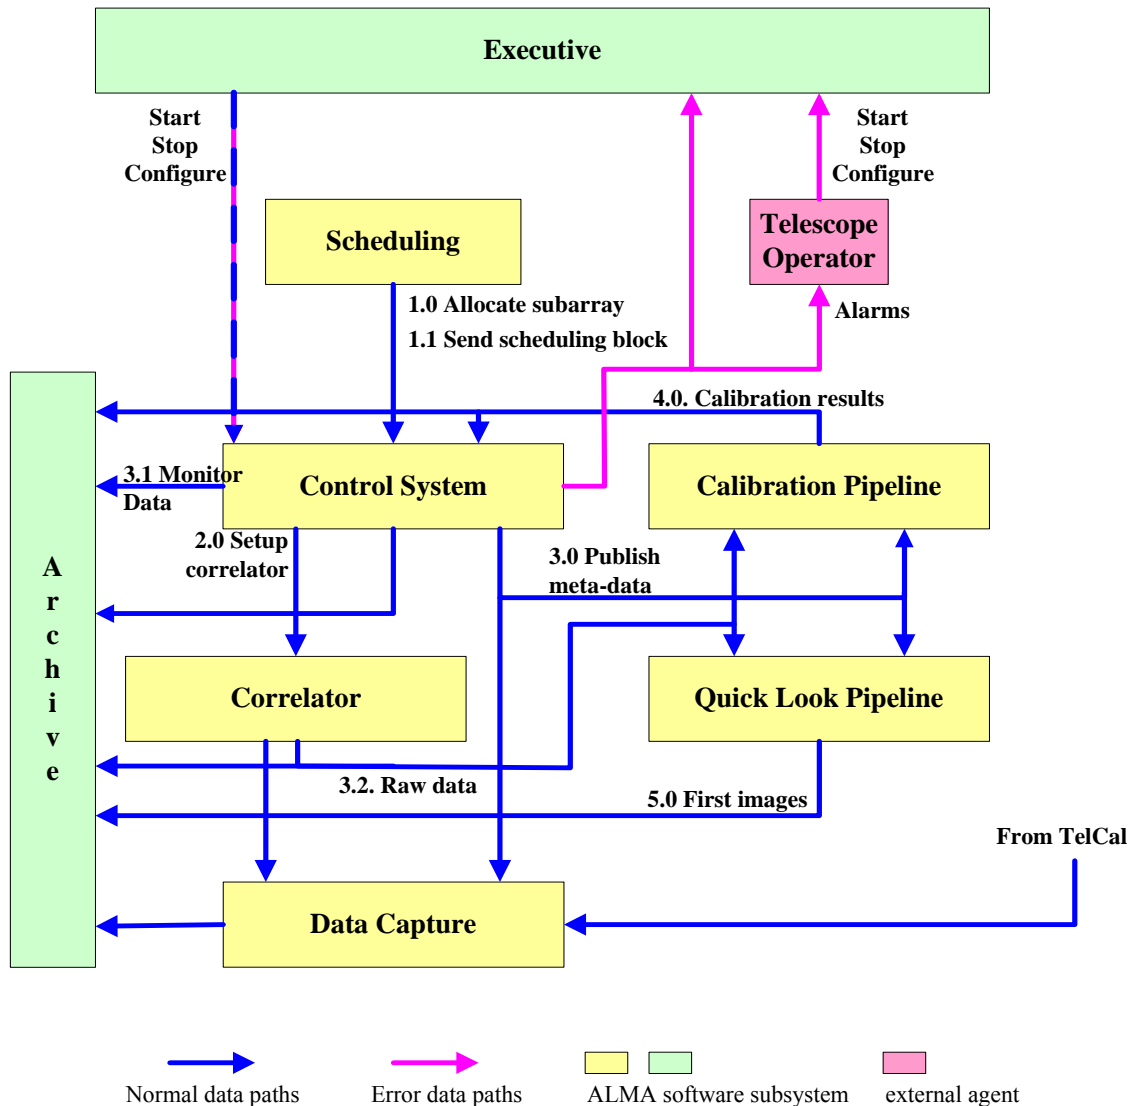 Executive
Start
Stop
Configure
Start
Stop
Configure
Scheduling
Telescope
Operator
1.0 Allocate subarray
1.1 Send scheduling block
Alarms
4.0. Calibration results
3.1 Monitor
Data
Control System
Calibration Pipeline
2.0 Setup
correlator
3.0 Publish
meta-data
A
r
c
h
i
v
e
Correlator
Quick Look Pipeline
3.2. Raw data
5.0 First images
From TelCal
Data Capture
Normal data paths
Error data paths
ALMA software subsystem
external agent